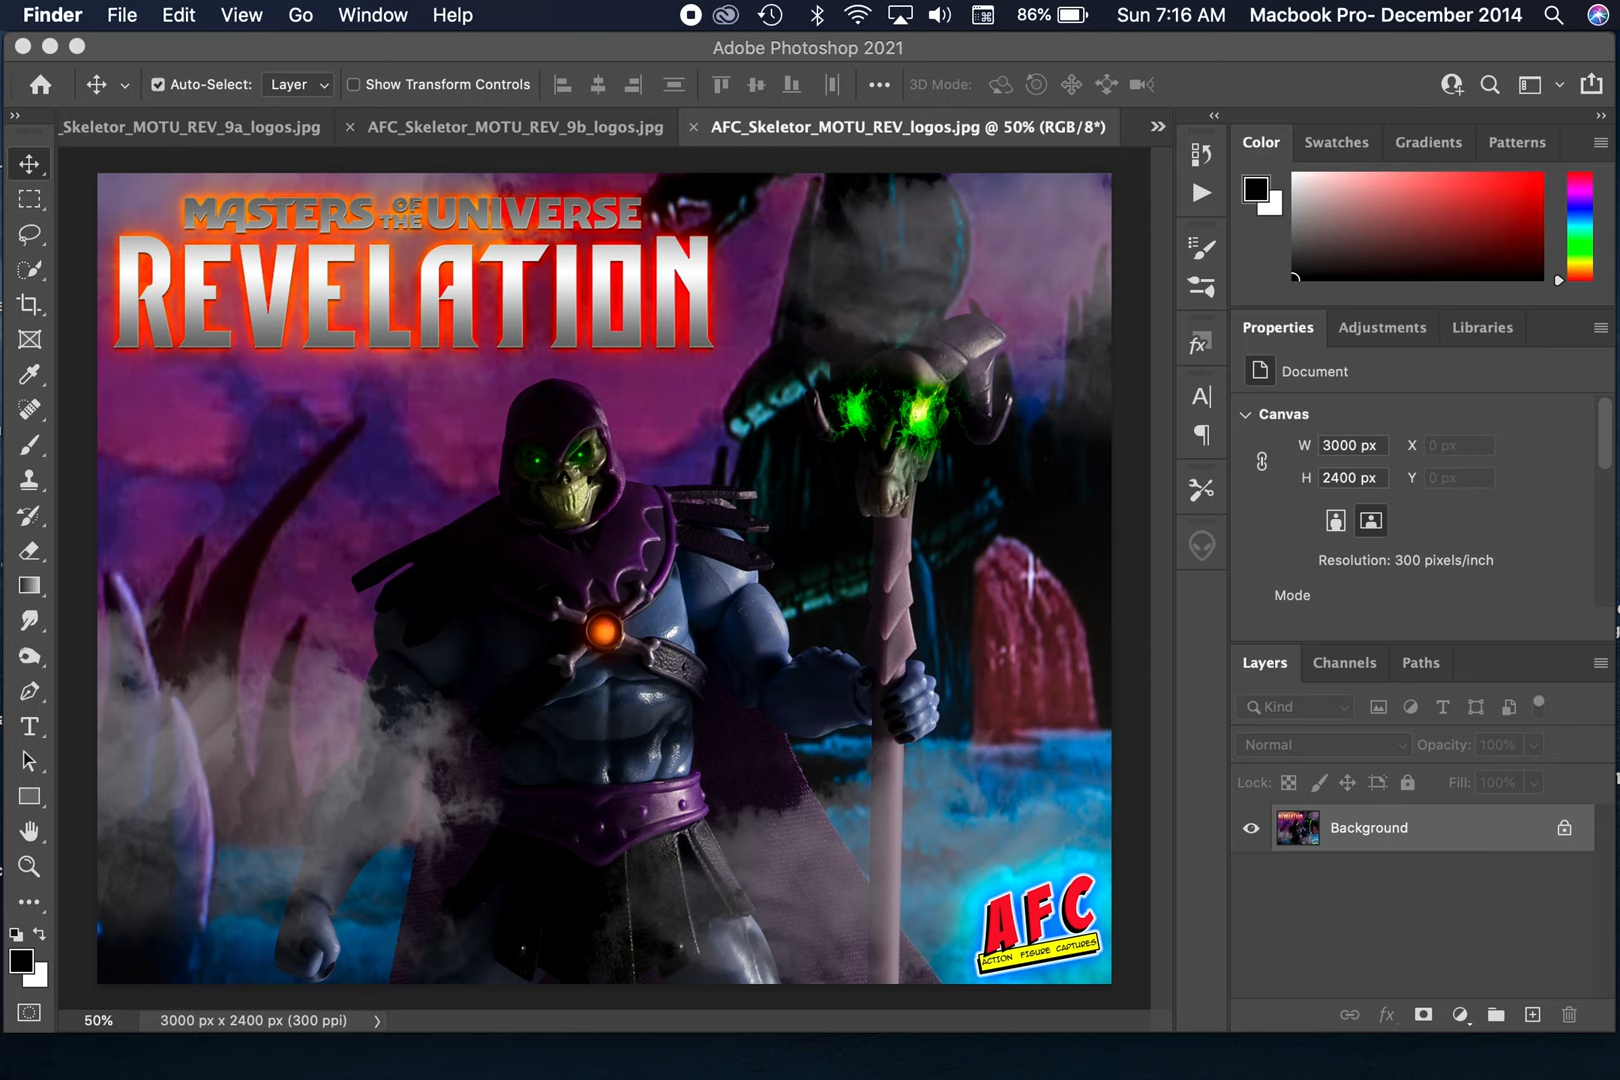 Finder File Edit View Go Window Help 86% Sun 7:16 AM Macbook Pro- December 2014
Adobe Photoshop 2021
Auto-Select: Layer Show Transform Controls 3D Mode:
_Skeletor_MOTU_REV_9a_logos.jpg AFC_Skeletor_MOTU_REV_9b_logos.jpg AFC_Skeletor_MOTU_REV_logos.jpg @ 50% (RGB/8*)
MASTERS OF THE UNIVERSE
REVELATION
AFC
ACTION FIGURE CAPTURES
Color Swatches Gradients Patterns
Properties Adjustments Libraries
Document
Canvas
W 3000 px X 0 px
H 2400 px Y 0 px
Resolution: 300 pixels/inch
Mode
Layers Channels Paths
Kind
Normal Opacity: 100%
Lock: Fill: 100%
Background
50% 3000 px x 2400 px (300 ppi)